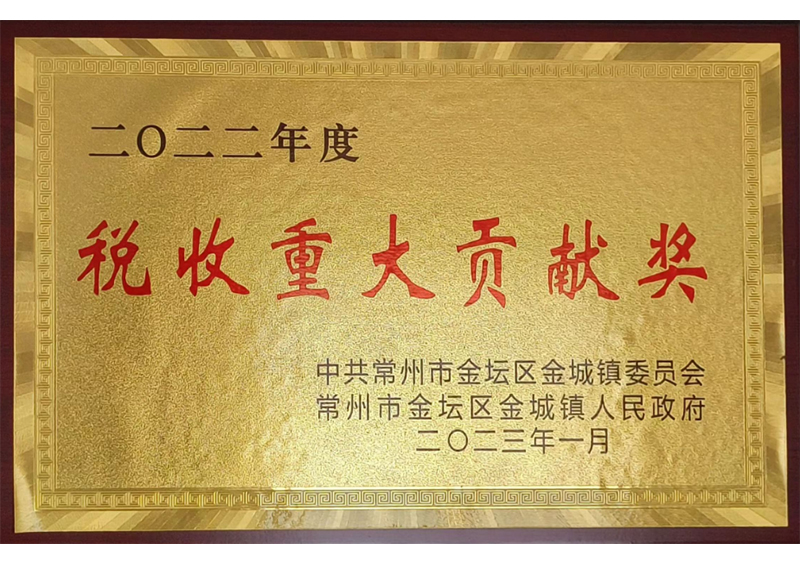 二〇二二年度
税收重大贡献奖
中共常州市金坛区金城镇委员会
常州市金坛区金城镇人民政府
二〇二三年一月